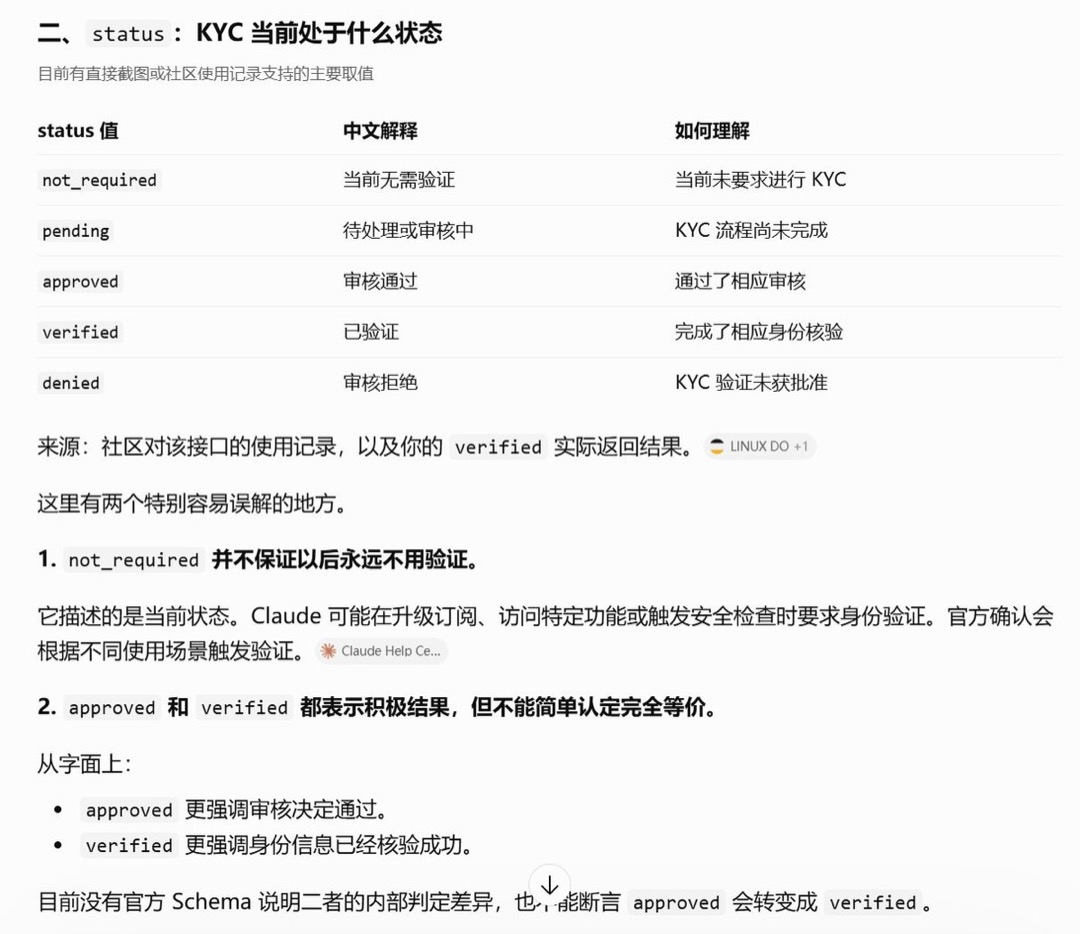 二、status：KYC 当前处于什么状态
目前有直接截图或社区使用记录支持的主要取值
status 值 中文解释 如何理解
not_required 当前无需验证 当前未要求进行 KYC
pending 待处理或审核中 KYC 流程尚未完成
approved 审核通过 通过了相应审核
verified 已验证 完成了相应身份核验
denied 审核拒绝 KYC 验证未获批准
来源：社区对该接口的使用记录，以及你的 verified 实际返回结果。 LINUX DO +1
这里有两个特别容易误解的地方。
1. not_required 并不保证以后永远不用验证。
它描述的是当前状态。Claude 可能在升级订阅、访问特定功能或触发安全检查时要求身份验证。官方确认会
根据不同使用场景触发验证。 Claude Help Ce...
2. approved 和 verified 都表示积极结果，但不能简单认定完全等价。
从字面上：
• approved 更强调审核决定通过。
• verified 更强调身份信息已经核验成功。
目前没有官方 Schema 说明二者的内部判定差异，也能断言 approved 会转变成 verified。